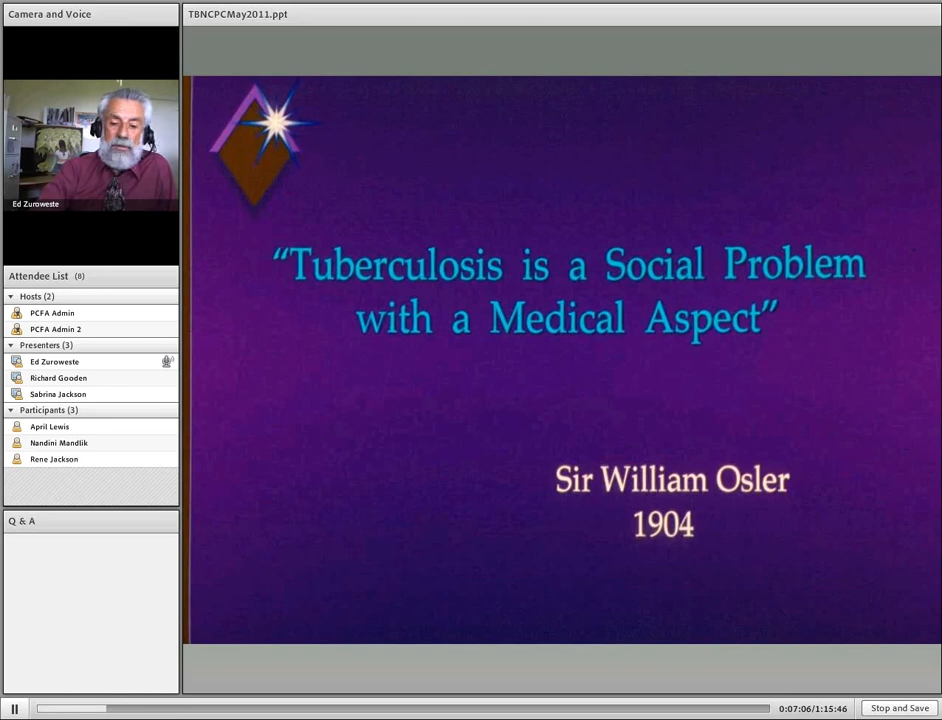 Camera and Voice
Ed Zuroweste
Attendee List (8)
Hosts (2)
PCFA Admin
PCFA Admin 2
Presenters (3)
Ed Zuroweste
Richard Gooden
Sabrina Jackson
Participants (3)
April Lewis
Nandini Mandlik
Rene Jackson
Q & A
TBNCPCMay2011.ppt
“Tuberculosis is a Social Problem
with a Medical Aspect”
Sir William Osler
1904
0:07:06/1:15:46
Stop and Save